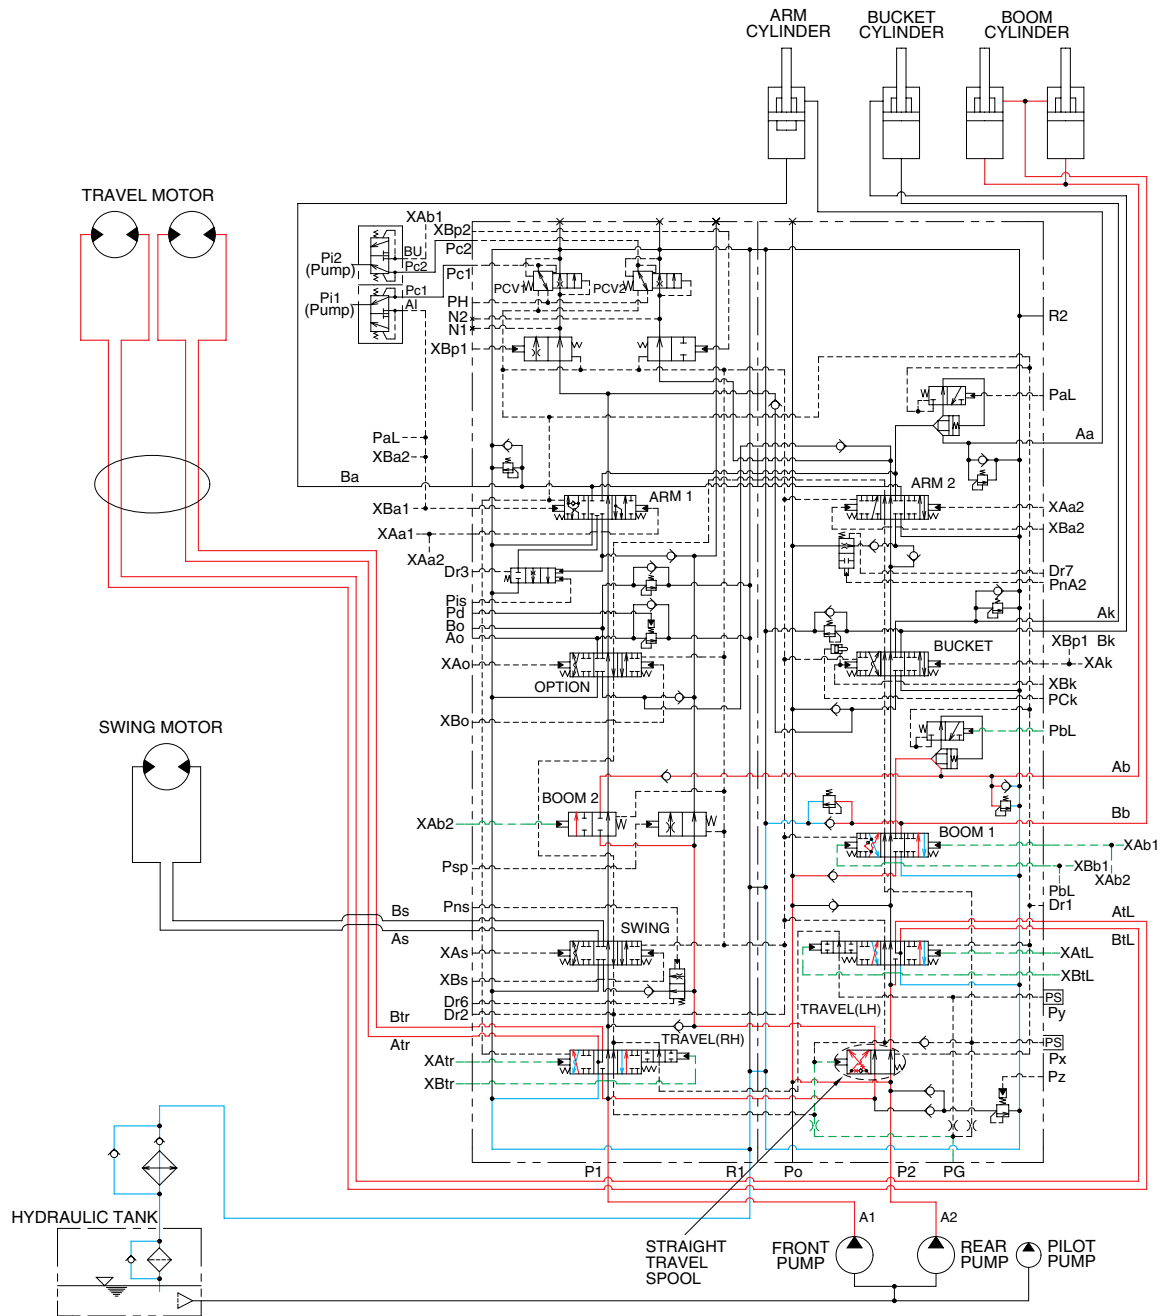 ARM
CYLINDER
BUCKET
CYLINDER
BOOM
CYLINDER
TRAVEL MOTOR
XAb1
XBp2
Pc2
Pc1
PH
N2
N1
XBp1
BU
Pc2
Pi2
(Pump)
Pc1
AI
Pi1
(Pump)
PCV1
PCV2
R2
PaL
Aa
PaL
XBa2
Ba
XBa1
XAa1
XAa2
ARM 1
ARM 2
XAa2
XBa2
Dr3
Pis
Pd
Bo
Ao
Dr7
PnA2
Ak
XBp1 Bk
XAk
XBk
PCk
XAo
OPTION
XBo
BUCKET
PbL
SWING MOTOR
Ab
Bb
BOOM 2
XAb2
Psp
BOOM 1
XAb1
XBb1
XAb2
PbL
Dr1
Pns
Bs
As
SWING
XAs
XBs
Dr6
Dr2
AtL
BtL
XAtL
XBtL
PS
Py
TRAVEL(LH)
Btr
Atr
TRAVEL(RH)
XAtr
XBtr
PS
Px
Pz
P1
R1
Po
P2
PG
HYDRAULIC TANK
A1
A2
STRAIGHT
TRAVEL
SPOOL
FRONT
PUMP
REAR
PUMP
PILOT
PUMP